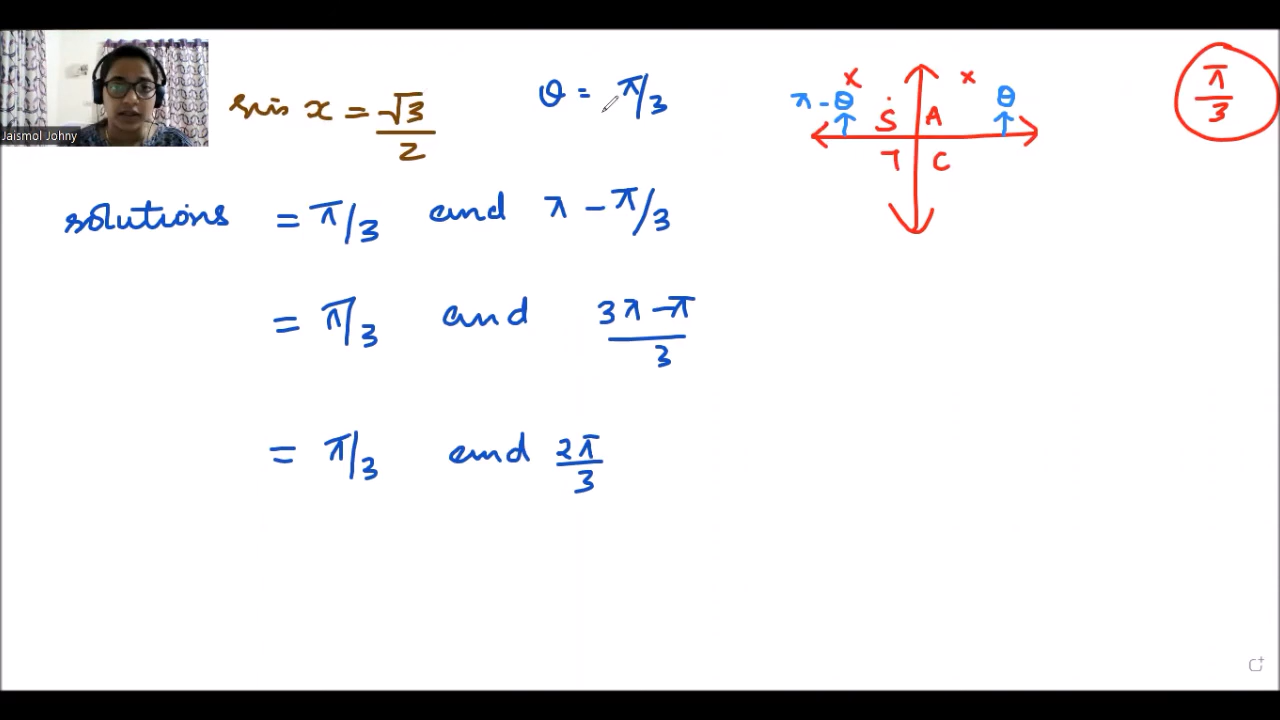 sin x = √3/2
θ = π/3
π - θ
θ
S A
T C
x x
π/3
Jaismol Johny
solutions = π/3 and π - π/3
= π/3 and 3π - π/3
= π/3 and 2π/3